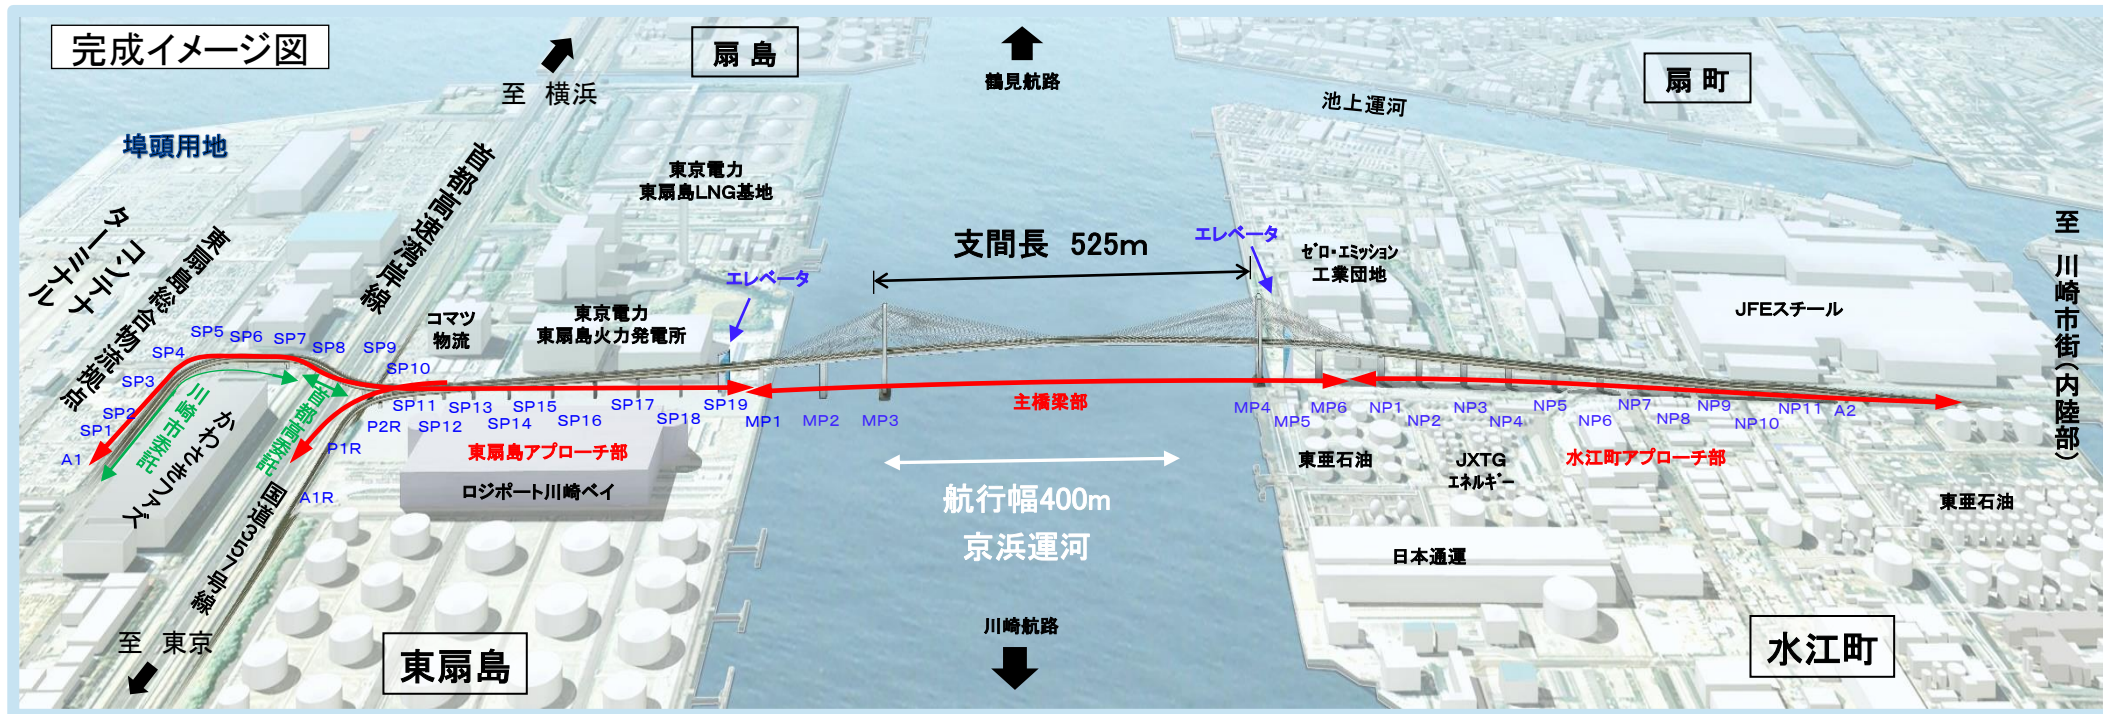 完成イメージ図
至 横浜
扇島
鶴見航路
扇町
池上運河
埠頭用地
首都高速湾岸線
東京電力
東扇島LNG基地
コンテナ
ターミナル
東扇島総合物流拠点
支間長 525m
エレベータ
エレベータ
ゼロ・エミッション
工業団地
至 川崎市街(内陸部)
コマツ
物流
東京電力
東扇島火力発電所
JFEスチール
A1
SP1
SP2
SP3
SP4
SP5
SP6
SP7
SP8
SP9
SP10
SP11
SP12
SP13
SP14
SP15
SP16
SP17
SP18
SP19
MP1
MP2
MP3
主橋梁部
MP4
MP5
MP6
NP1
NP2
NP3
NP4
NP5
NP6
NP7
NP8
NP9
NP10
NP11
A2
P2R
P1R
A1R
川崎市委託
首都高委託
かわさきファズ
国道357号線
東扇島アプローチ部
ロジポート川崎ベイ
航行幅400m
京浜運河
東亜石油
JXTG
エネルギー
水江町アプローチ部
東亜石油
日本通運
至 東京
東扇島
川崎航路
水江町